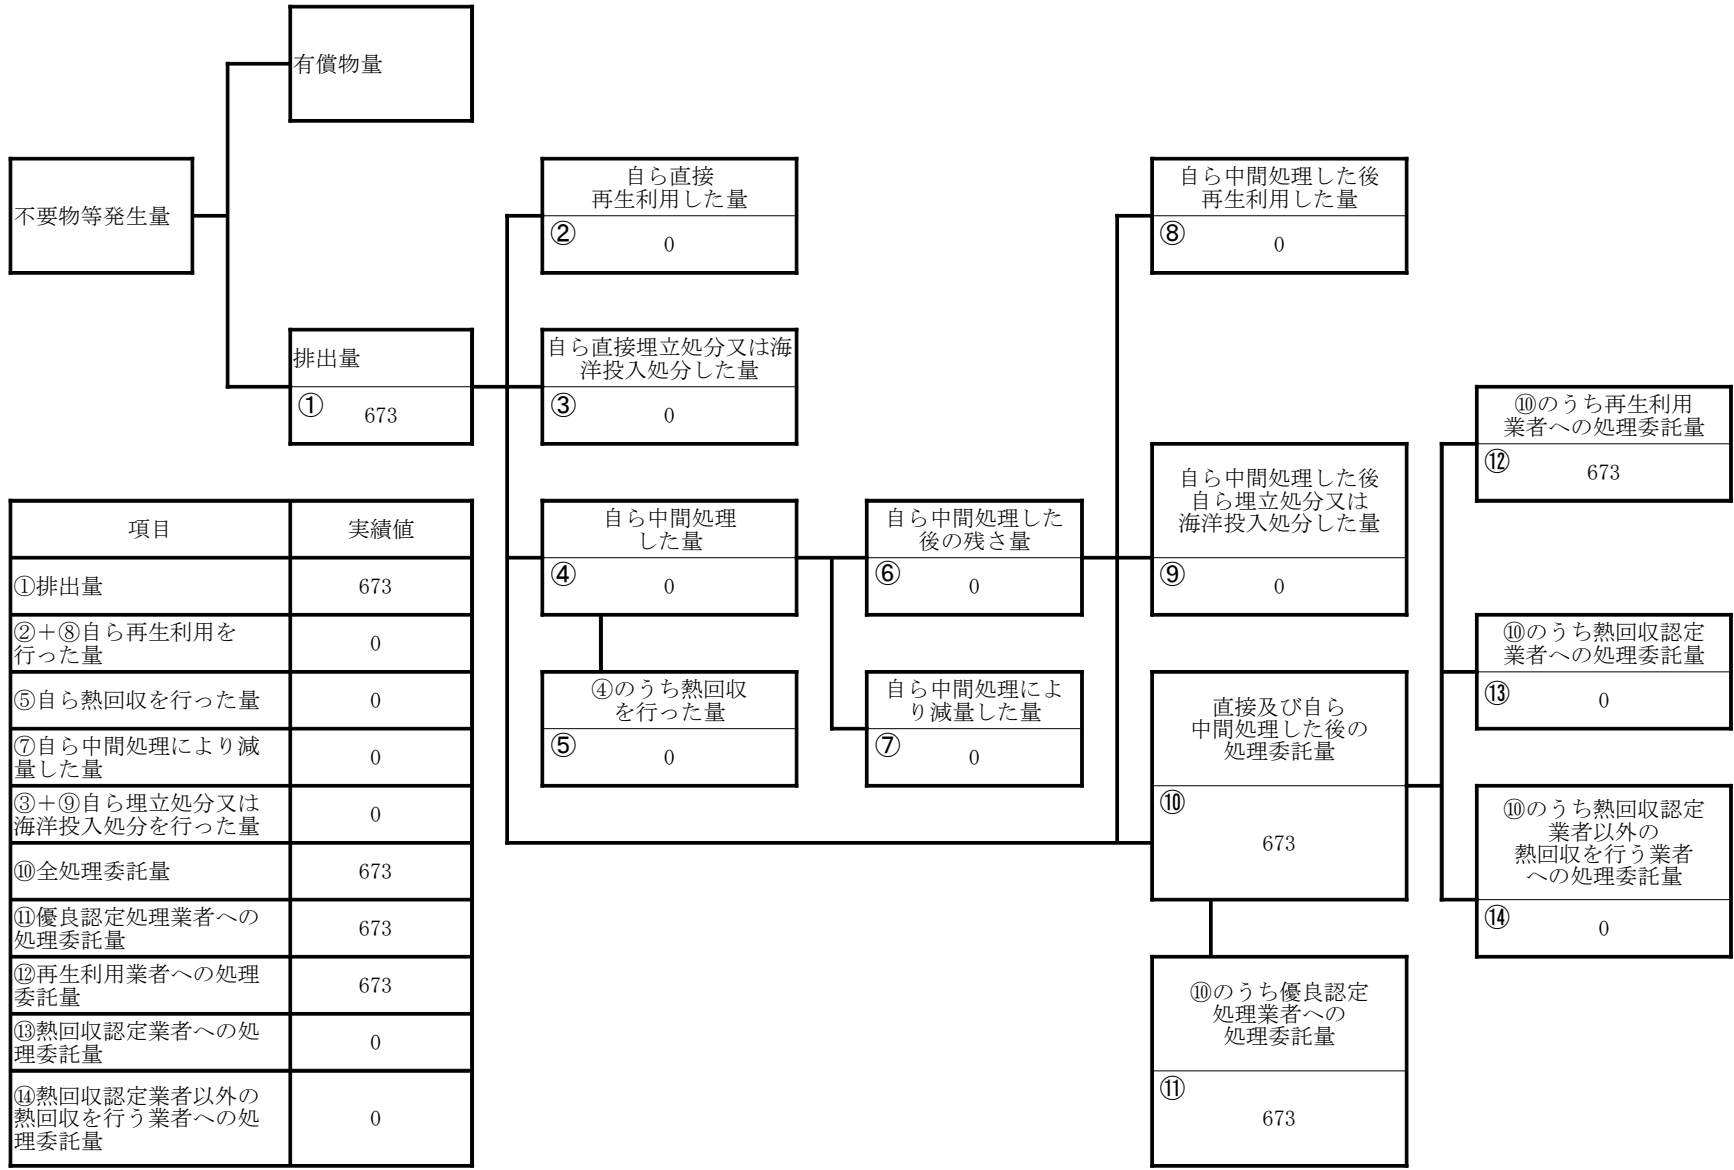 有償物量
不要物等発生量
自ら直接
再生利用した量
②
0
自ら中間処理した後
再生利用した量
⑧
0
排出量
①
673
自ら直接埋立処分又は海
洋投入処分した量
③
0
⑩のうち再生利用
業者への処理委託量
⑫
673
自ら中間処理
した量
④
0
自ら中間処理した
後の残さ量
⑥
0
自ら中間処理した後
自ら埋立処分又は
海洋投入処分した量
⑨
0
④のうち熱回収
を行った量
⑤
0
自ら中間処理によ
り減量した量
⑦
0
直接及び自ら
中間処理した後の
処理委託量
⑩
673
⑩のうち熱回収認定
業者への処理委託量
⑬
0
⑩のうち熱回収認定
業者以外の
熱回収を行う業者
への処理委託量
⑭
0
⑩のうち優良認定
処理業者への
処理委託量
⑪
673
項目 実績値
①排出量 673
②＋⑧自ら再生利用を
行った量 0
⑤自ら熱回収を行った量 0
⑦自ら中間処理により減
量した量 0
③＋⑨自ら埋立処分又は
海洋投入処分を行った量 0
⑩全処理委託量 673
⑪優良認定処理業者への
処理委託量 673
⑫再生利用業者への処理
委託量 673
⑬熱回収認定業者への処
理委託量 0
⑭熱回収認定業者以外の
熱回収を行う業者への処
理委託量 0